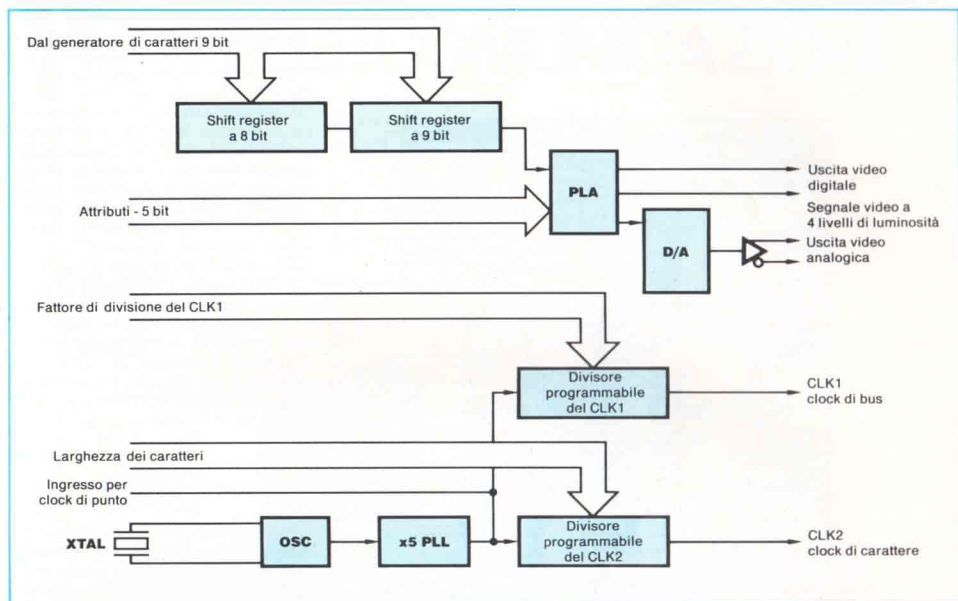 Dal generatore di caratteri 9 bit
Shift register
a 8 bit
Shift register
a 9 bit
PLA
Uscita video
digitale
Attributi - 5 bit
Segnale video a
4 livelli di luminosità
D/A
Uscita video
analogica
Fattore di divisione del CLK1
Divisore
programmabile
del CLK1
CLK1
clock di bus
Larghezza dei caratteri
Ingresso per
clock di punto
XTAL
OSC
x5 PLL
Divisore
programmabile
del CLK2
CLK2
clock di carattere